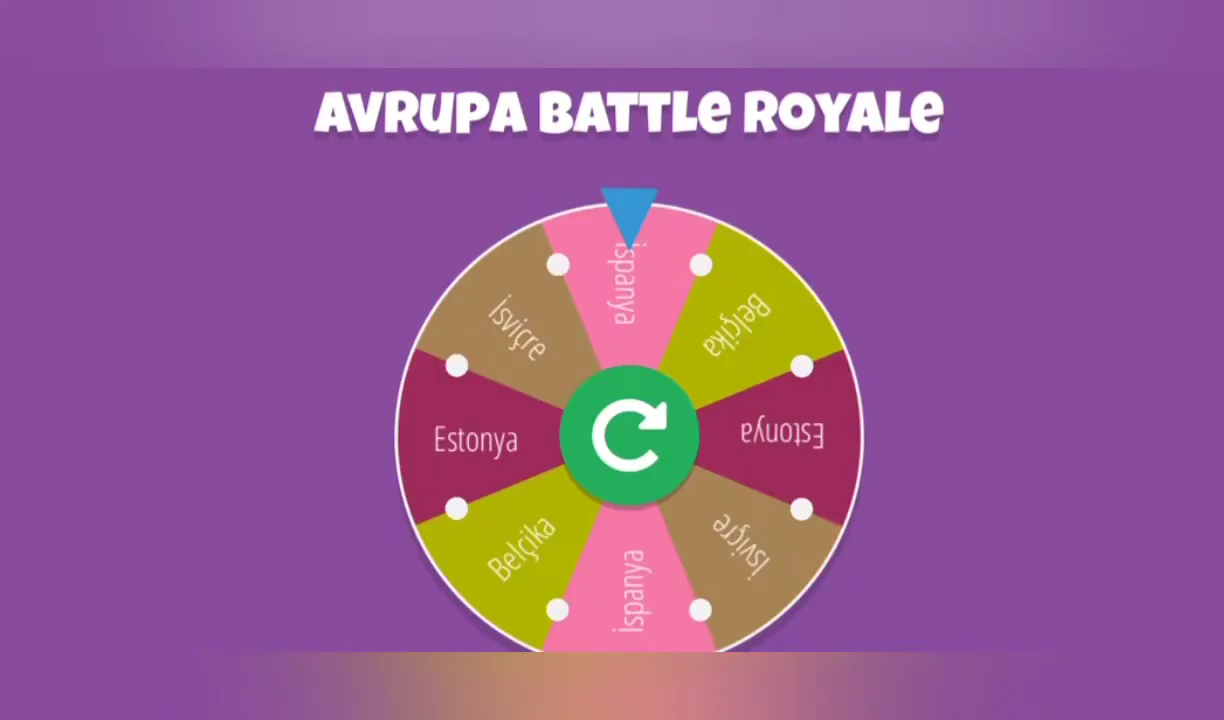 AVRUPA BATTLE ROYALE
İspanya
Belçika
Estonya
İsviçre
İspanya
Belçika
Estonya
İsviçre